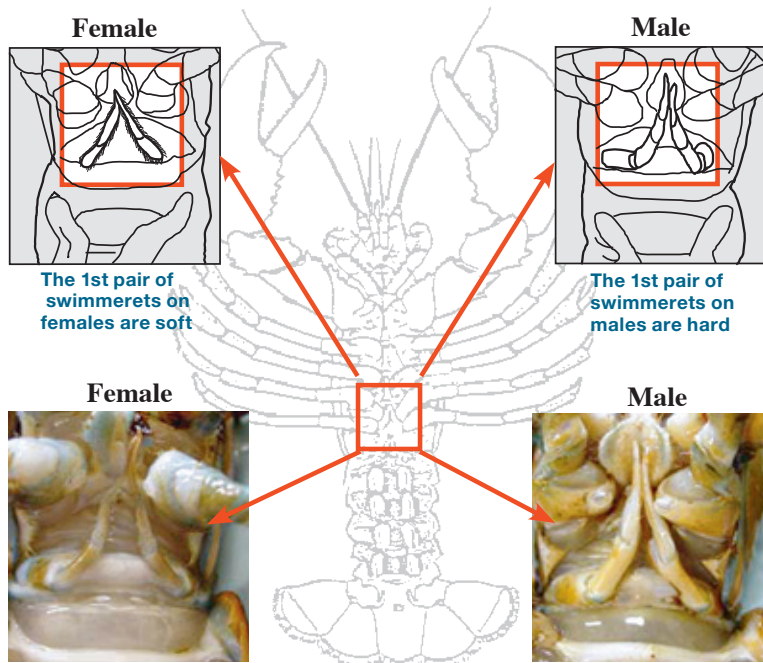 Female
Male
The 1st pair of
swimmerets on
females are soft
The 1st pair of
swimmerets on
males are hard
Female
Male